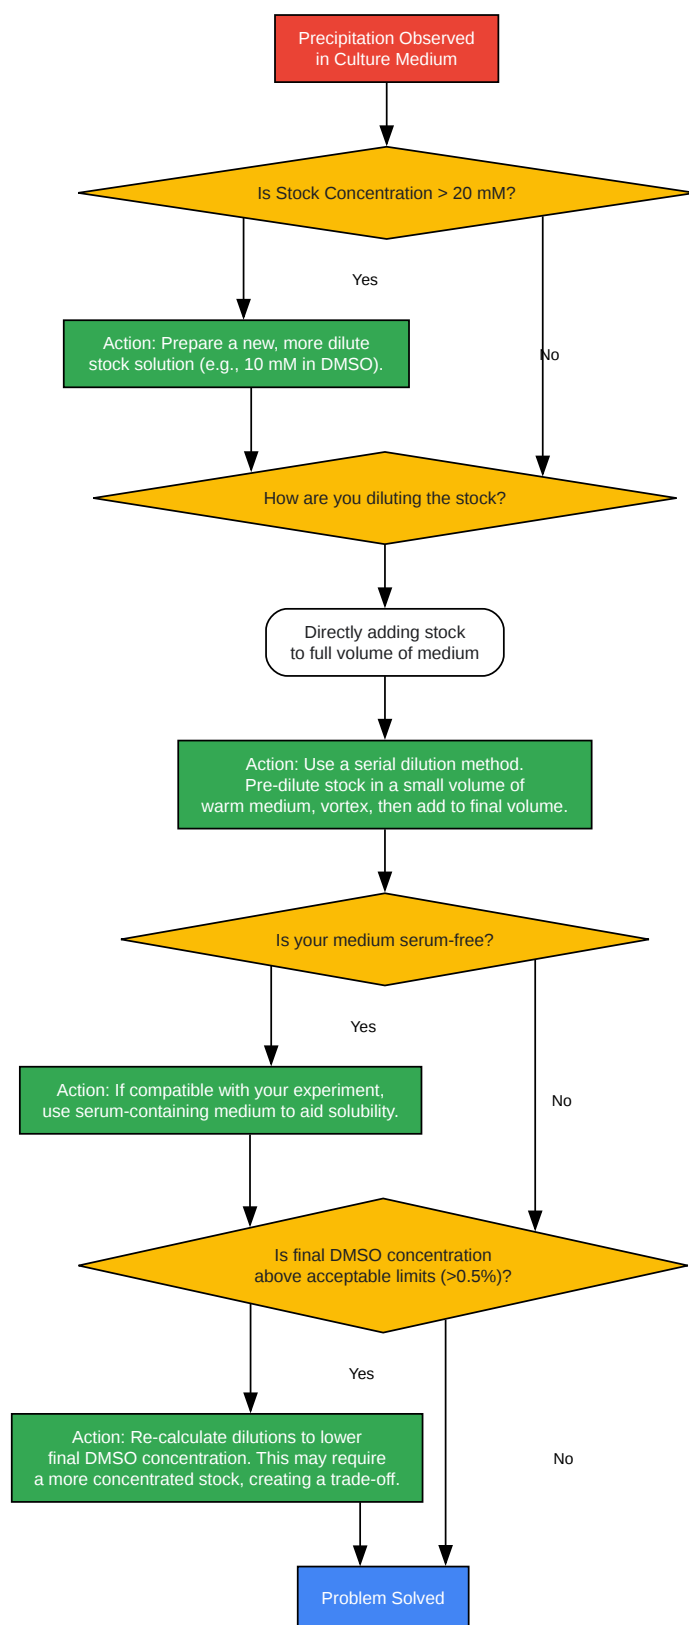 Precipitation Observed
in Culture Medium
Is Stock Concentration > 20 mM?
Yes
Action: Prepare a new, more dilute
stock solution (e.g., 10 mM in DMSO).
No
How are you diluting the stock?
Directly adding stock
to full volume of medium
Action: Use a serial dilution method.
Pre-dilute stock in a small volume of
warm medium, vortex, then add to final volume.
Is your medium serum-free?
Yes
Action: If compatible with your experiment,
use serum-containing medium to aid solubility.
No
Is final DMSO concentration
above acceptable limits (>0.5%)?
Yes
Action: Re-calculate dilutions to lower
final DMSO concentration. This may require
a more concentrated stock, creating a trade-off.
No
Problem Solved